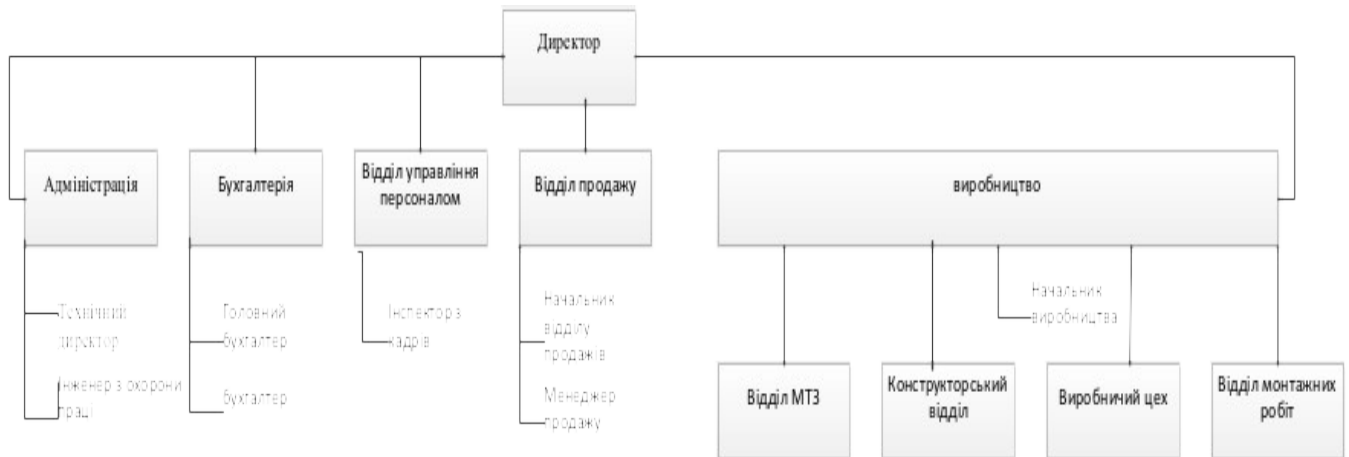 Директор
Адміністрація
Бухгалтерія
Відділ управління
персоналом
Відділ продажу
виробництво
Технічний
директор
Інженер з охорони
праці
Головний
бухгалтер
бухгалтер
Інспектор з
кадрів
Начальник
відділу
продажів
Менеджер
продажу
Начальник
виробництва
Відділ МТЗ
Конструкторський
відділ
Виробничий цех
Відділ монтажних
робіт